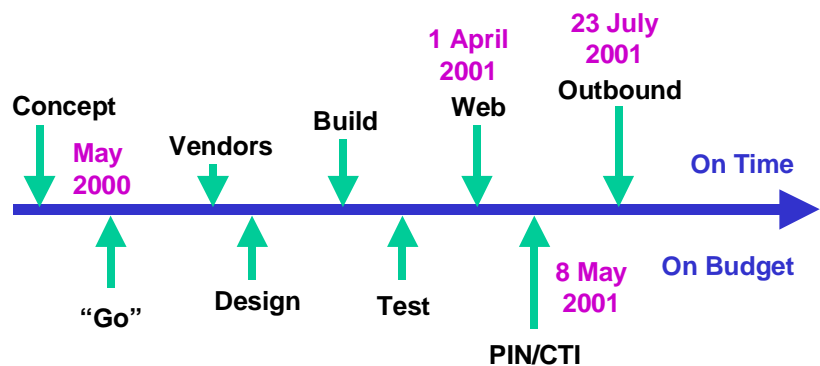 Concept
May
2000
“Go”
Vendors
Design
Build
Test
1 April
2001
Web
8 May
2001
PIN/CTI
23 July
2001
Outbound
On Time
On Budget